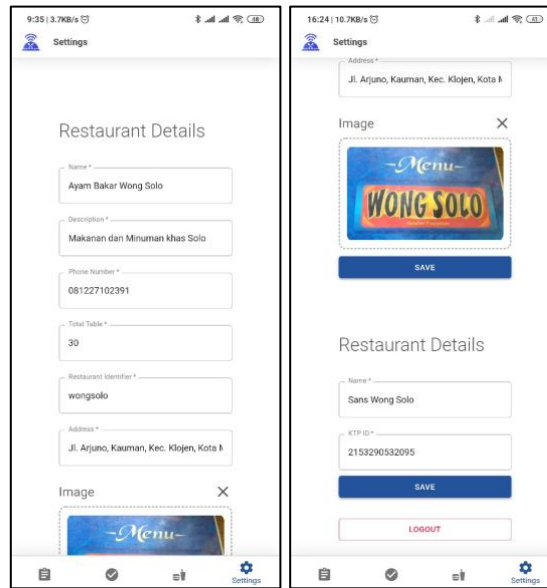 9:35 | 3.7KB/s
48
Settings
Restaurant Details
Name *
Ayam Bakar Wong Solo
Description *
Makanan dan Minuman khas Solo
Phone Number *
081227102391
Total Table *
30
Restaurant Identifier *
wongsolo
Address *
Jl. Arjuno, Kauman, Kec. Klojen, Kota M
Image
-Menu-
Settings
16:24 | 10.7KB/s
Settings
Address *
Jl. Arjuno, Kauman, Kec. Klojen, Kota M
Image
-Menu-
WONG SOLO
SAVE
Restaurant Details
Name *
Sans Wong Solo
KTP ID *
2153290532095
SAVE
LOGOUT
Settings